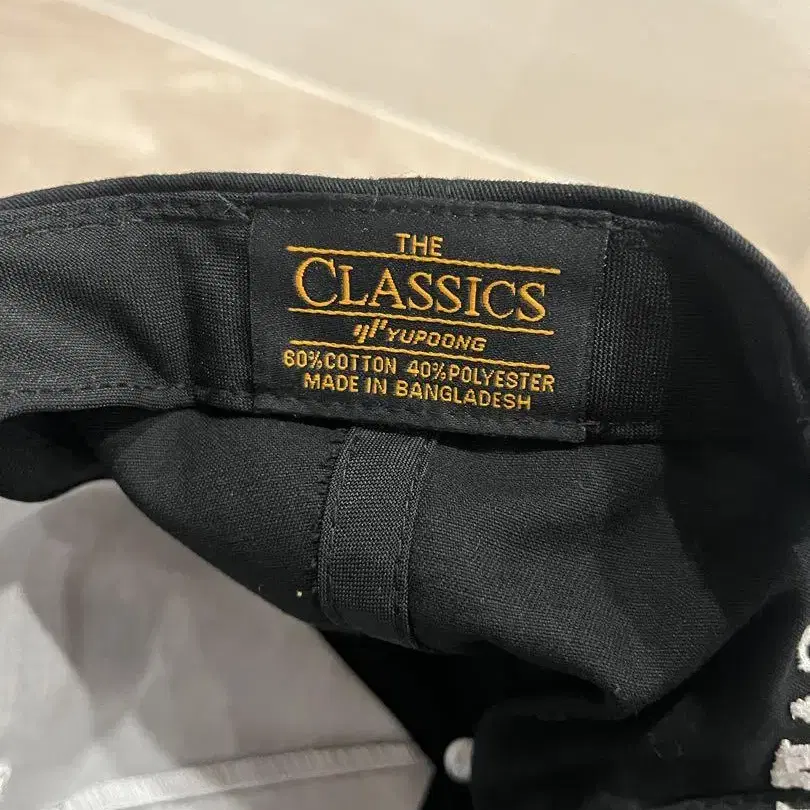 THE
CLASSICS
YUPOONG
60%COTTON 40%POLYESTER
MADE IN BANGLADESH